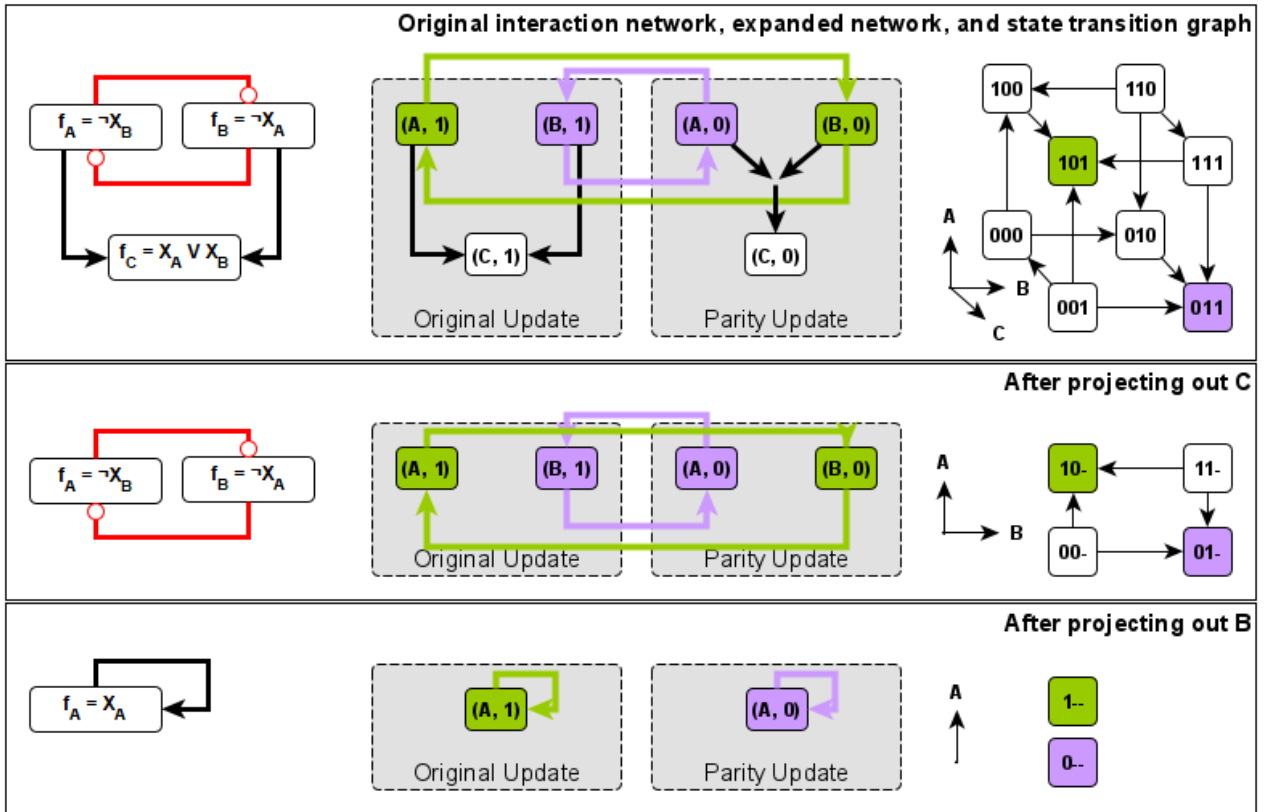 Original interaction network, expanded network, and state transition graph
f_A = ¬X_B
f_B = ¬X_A
f_C = X_A V X_B
(A, 1)
(B, 1)
(A, 0)
(B, 0)
(C, 1)
(C, 0)
Original Update
Parity Update
100
110
101
111
000
010
001
011
A
B
C
After projecting out C
f_A = ¬X_B
f_B = ¬X_A
(A, 1)
(B, 1)
(A, 0)
(B, 0)
Original Update
Parity Update
A
B
10-
11-
00-
01-
After projecting out B
f_A = X_A
(A, 1)
(A, 0)
Original Update
Parity Update
A
1--
0--